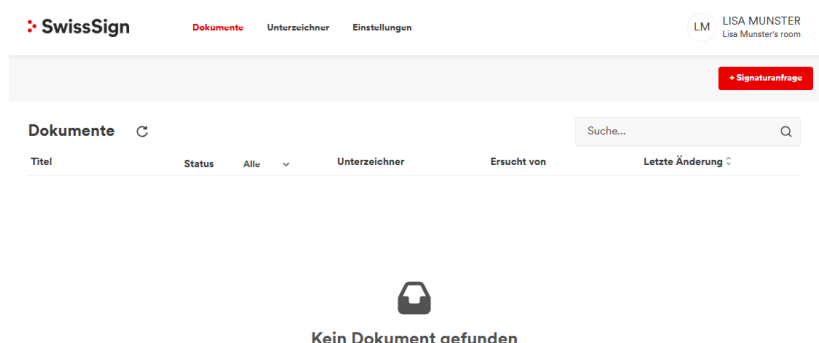 SwissSign
Dokumente Unterzeichner Einstellungen
LM
LISA MUNSTER
Lisa Munster's room
+ Signaturanfrage
Dokumente
Suche...
Titel Status Alle Unterzeichner Ersucht von Letzte Änderung
Kein Dokument gefunden